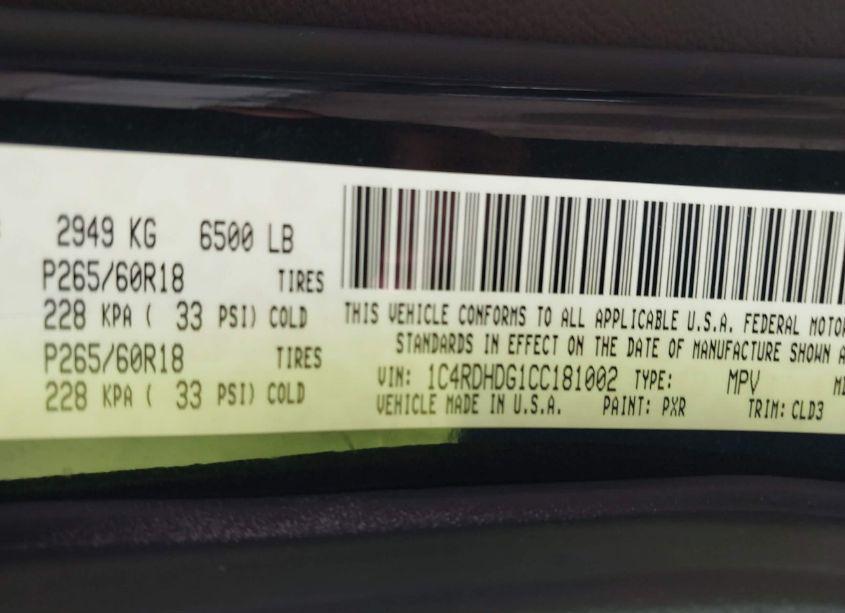 2949 KG 6500 LB
P265/60R18 TIRES
228 KPA ( 33 PSI) COLD
P265/60R18 TIRES
228 KPA ( 33 PSI) COLD
THIS VEHICLE CONFORMS TO ALL APPLICABLE U.S.A. FEDERAL MOTOR
STANDARDS IN EFFECT ON THE DATE OF MANUFACTURE SHOWN A
VIN: 1C4RDHDG1CC181002 TYPE: MPV
VEHICLE MADE IN U.S.A. PAINT: PXR TRIM: CLD3